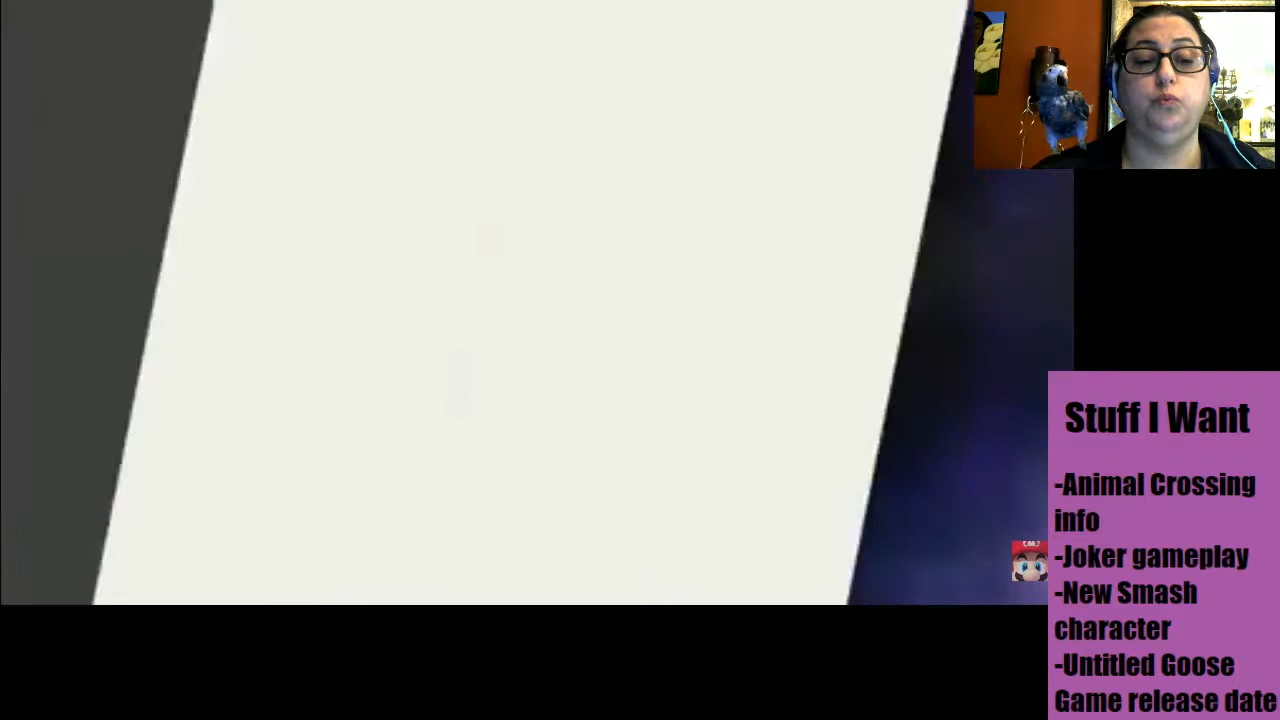 Stuff I Want
-Animal Crossing
info
-Joker gameplay
-New Smash
character
-Untitled Goose
Game release date